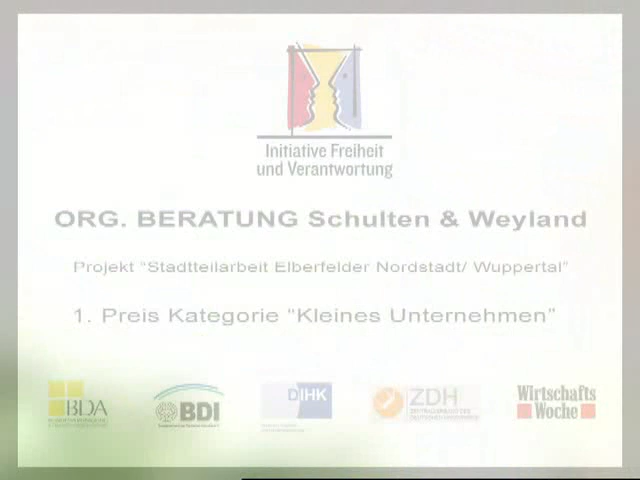 Initiative Freiheit
und Verantwortung
ORG. BERATUNG Schulten & Weyland
Projekt "Stadtteilarbeit Elberfelder Nordstadt/ Wuppertal"
1. Preis Kategorie "Kleines Unternehmen"
BDA
BDI
DIHK
ZDH
Wirtschafts
Woche